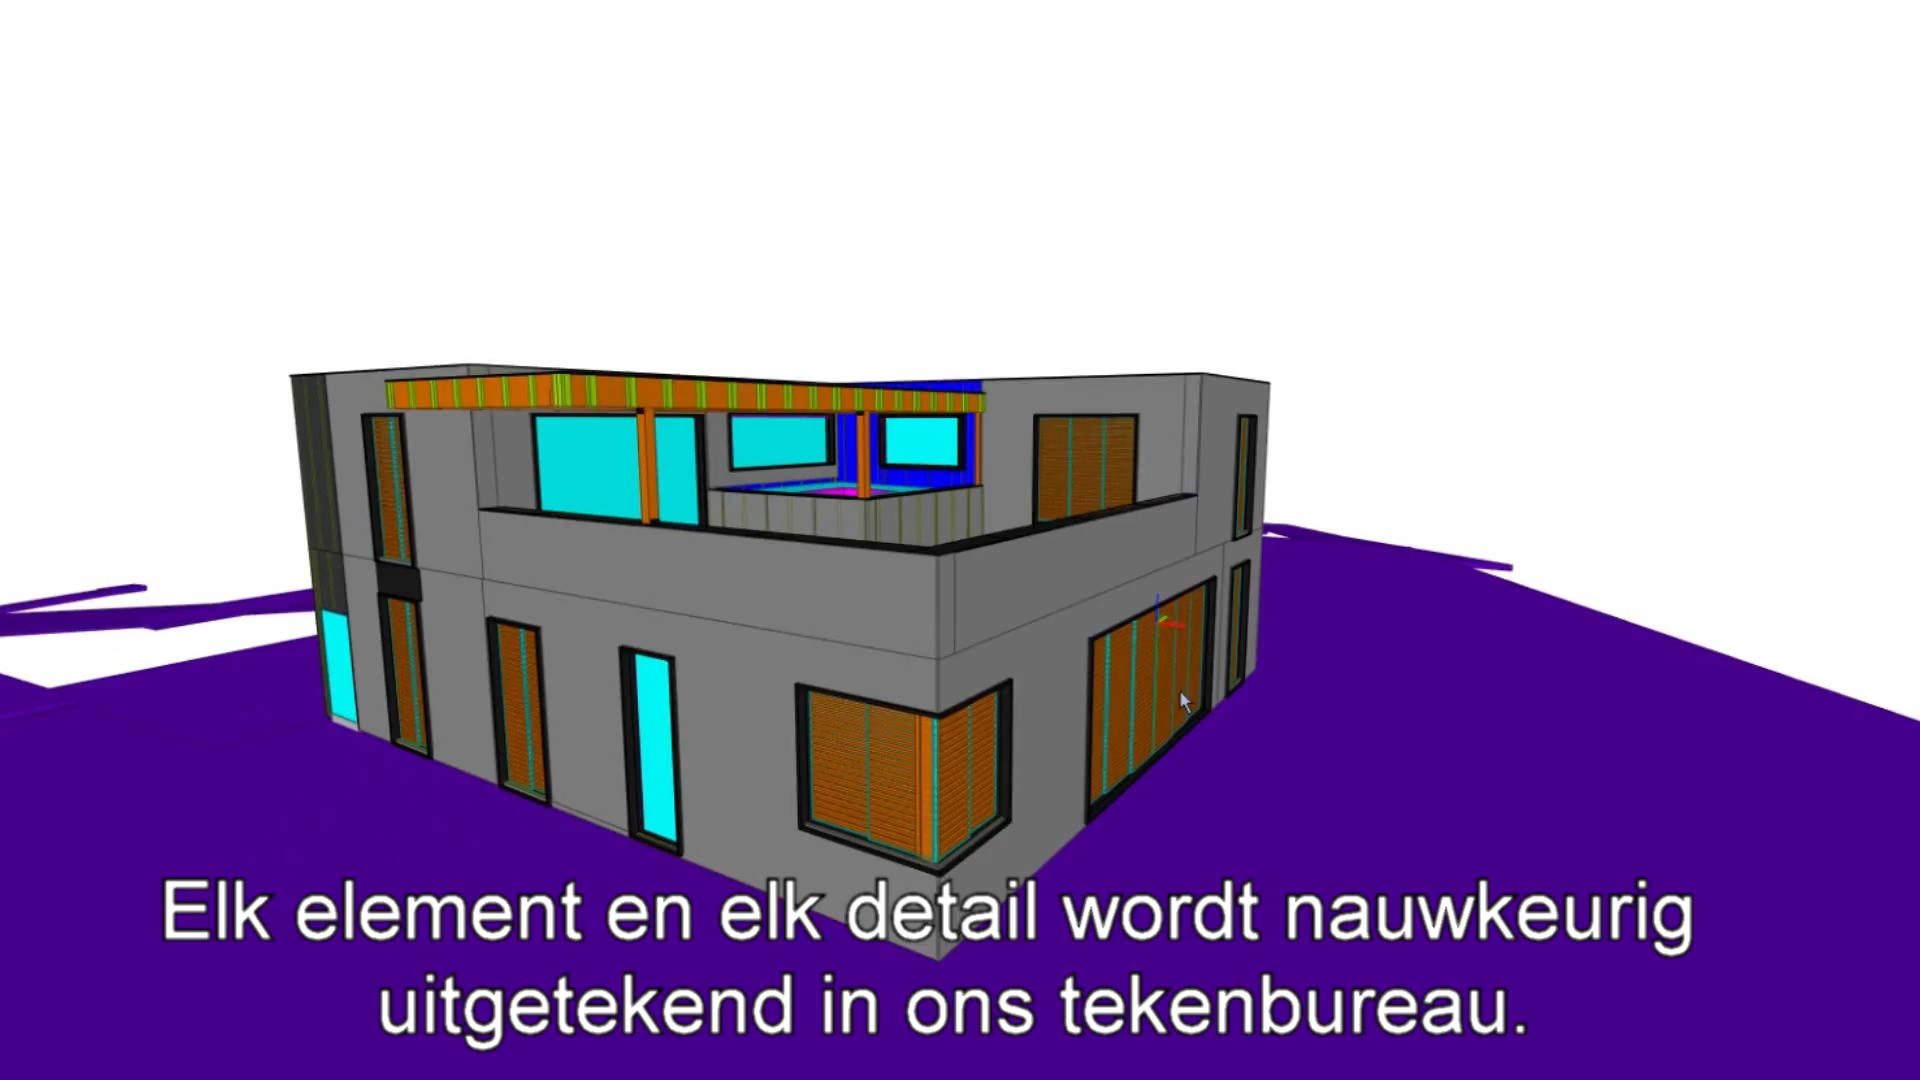 Elk element en elk detail wordt nauwkeurig
uitgetekend in ons tekenbureau.